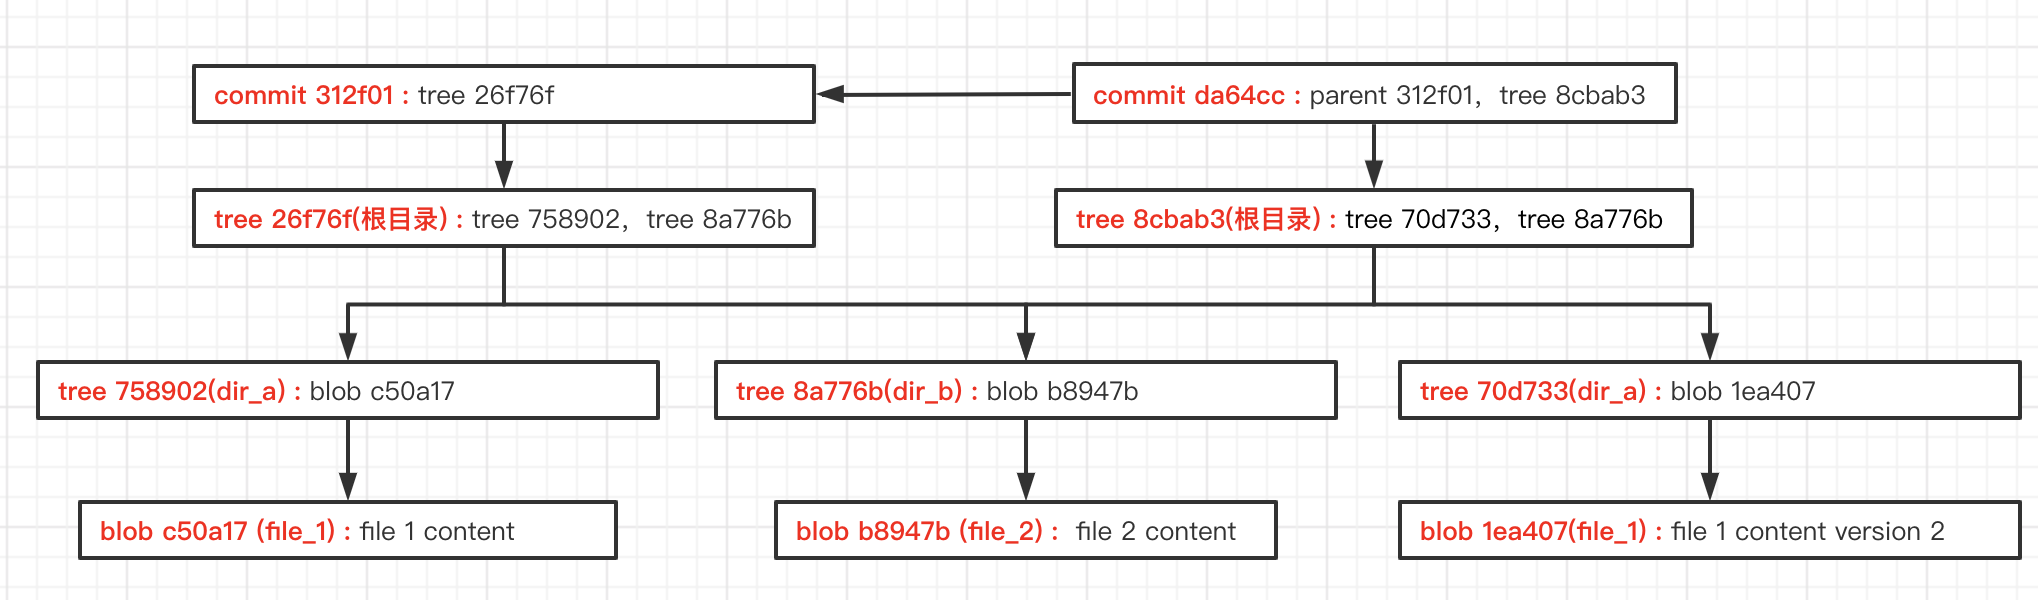 commit 312f01 : tree 26f76f
commit da64cc : parent 312f01，tree 8cbab3
tree 26f76f(根目录) : tree 758902，tree 8a776b
tree 8cbab3(根目录) : tree 70d733，tree 8a776b
tree 758902(dir_a) : blob c50a17
tree 8a776b(dir_b) : blob b8947b
tree 70d733(dir_a) : blob 1ea407
blob c50a17 (file_1) : file 1 content
blob b8947b (file_2) : file 2 content
blob 1ea407(file_1) : file 1 content version 2